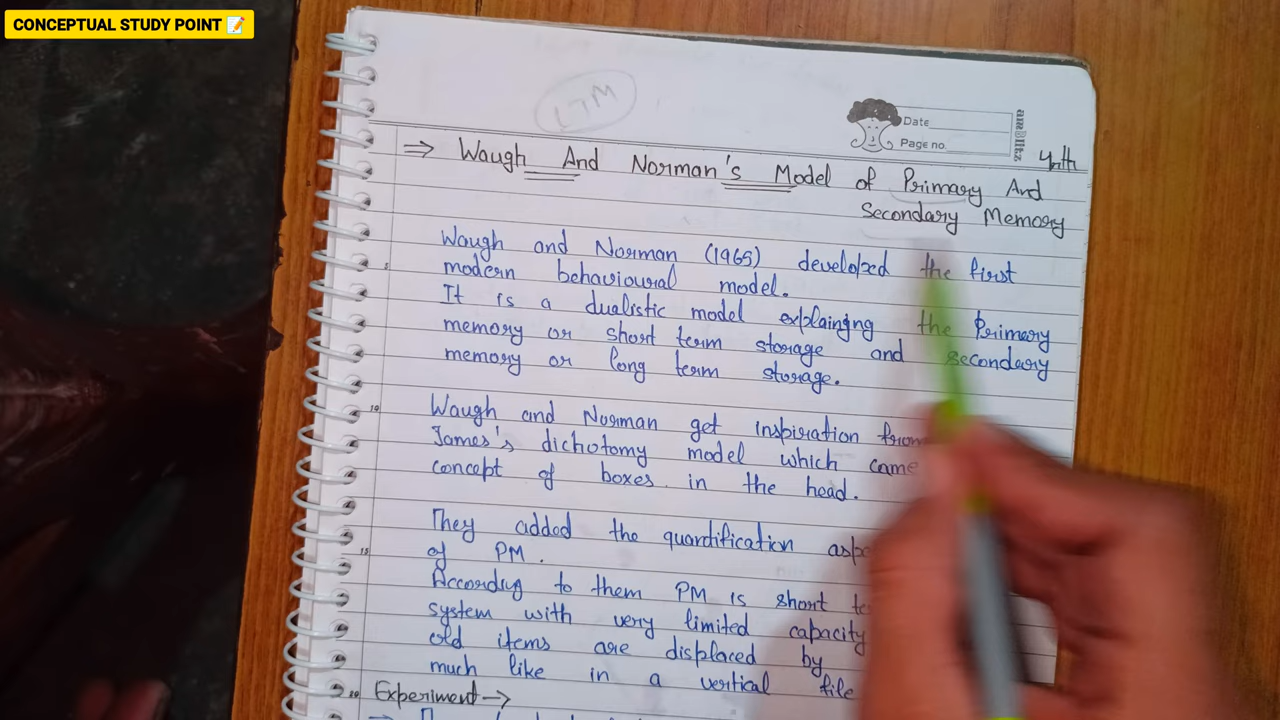 CONCEPTUAL STUDY POINT 📝
LTM
Date
Page no.
amBlitz
⇒ Waugh And Norman's Model of Primary And
Secondary Memory
Waugh and Norman (1965) developed the first
modern behavioural model.
It is a dualistic model explaingng the Primary
memory or short term storage and secondary
memory or long term storage.
Waugh and Norman get inspiration from
James's dichotomy model which came
concept of boxes in the head.
They added the quantification
of PM.
According to them PM is short
system with very limited capacity
old items are displaced by
much like in a vertical file
Experiment →